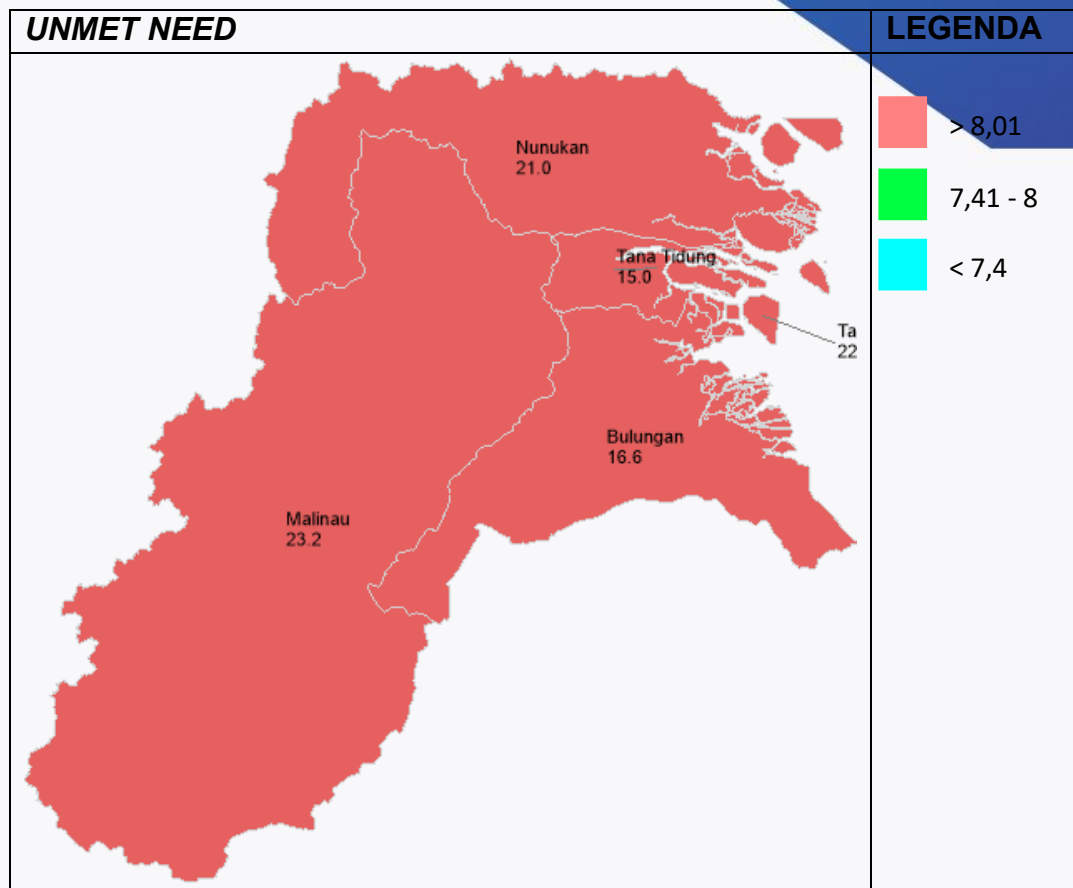 UNMET NEED
LEGENDA
> 8,01
7,41 - 8
< 7,4
Nunukan
21.0
Tana Tidung
15.0
Ta
22
Bulungan
16.6
Malinau
23.2